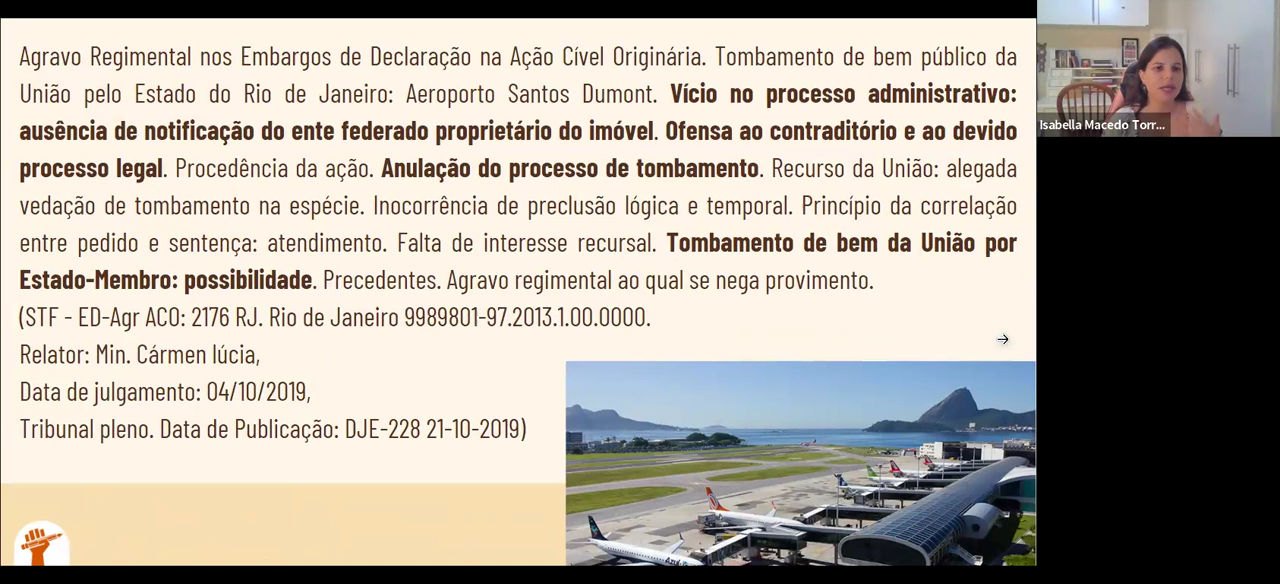 Agravo Regimental nos Embargos de Declaração na Ação Cível Originária. Tombamento de bem público da
União pelo Estado do Rio de Janeiro: Aeroporto Santos Dumont. Vício no processo administrativo:
ausência de notificação do ente federado proprietário do imóvel. Ofensa ao contraditório e ao devido
processo legal. Procedência da ação. Anulação do processo de tombamento. Recurso da União: alegada
vedação de tombamento na espécie. Inocorrência de preclusão lógica e temporal. Princípio da correlação
entre pedido e sentença: atendimento. Falta de interesse recursal. Tombamento de bem da União por
Estado-Membro: possibilidade. Precedentes. Agravo regimental ao qual se nega provimento.
(STF - ED-Agr ACO: 2176 RJ. Rio de Janeiro 9989801-97.2013.1.00.0000.
Relator: Min. Cármen lúcia,
Data de julgamento: 04/10/2019,
Tribunal pleno. Data de Publicação: DJE-228 21-10-2019)
Isabella Macedo Torr...
Azul